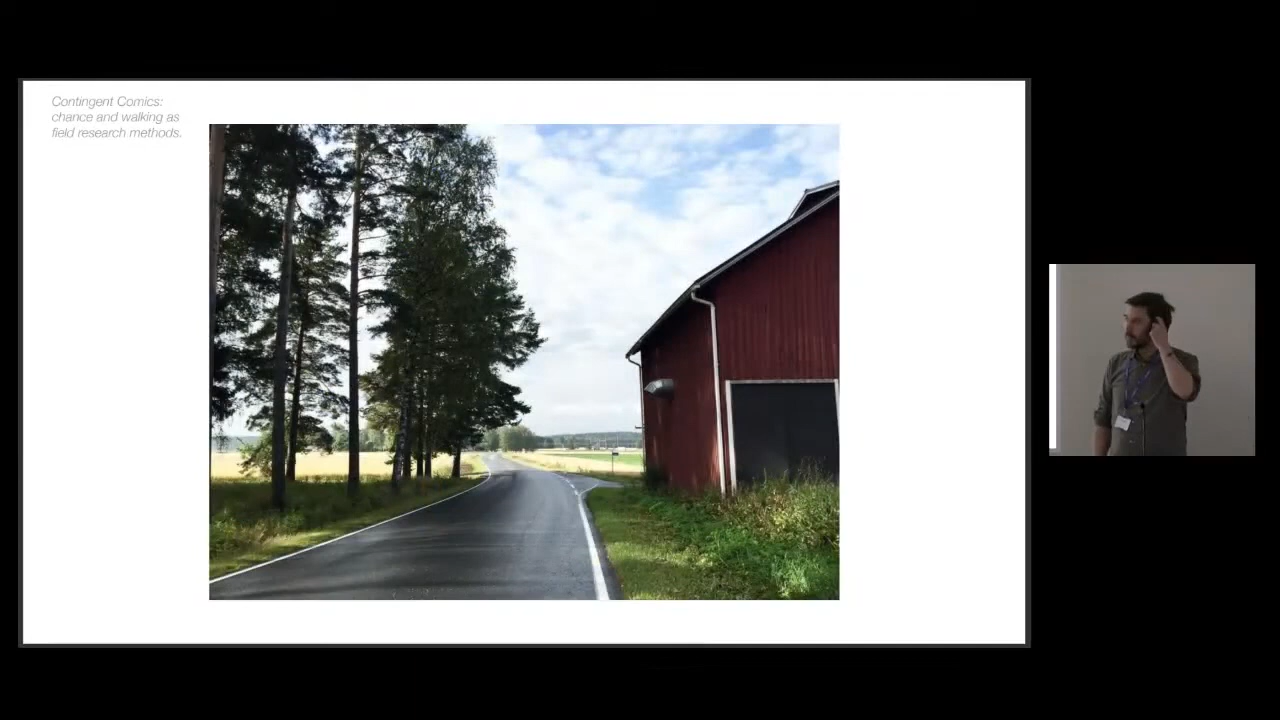 Contingent Comics:
chance and walking as
field research methods.